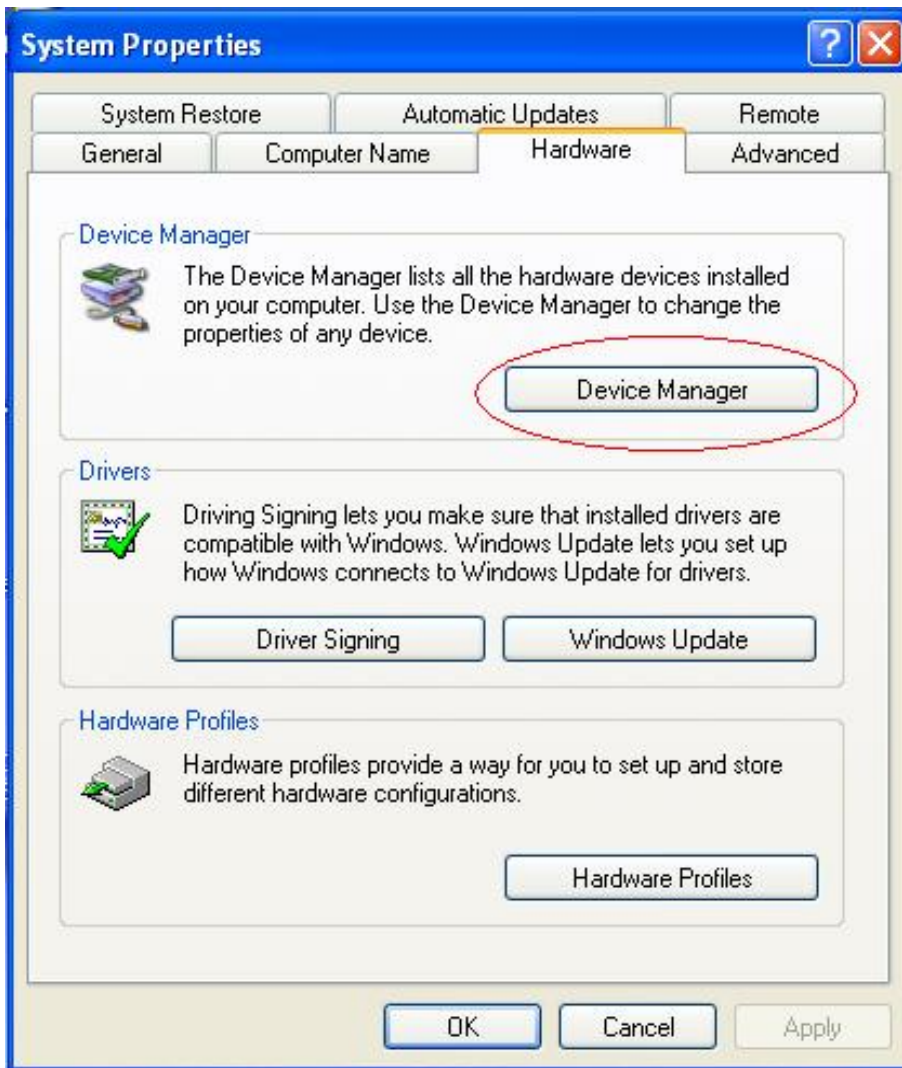 System Properties
System Restore
Automatic Updates
Remote
General
Computer Name
Hardware
Advanced
Device Manager
The Device Manager lists all the hardware devices installed
on your computer. Use the Device Manager to change the
properties of any device.
Device Manager
Drivers
Driving Signing lets you make sure that installed drivers are
compatible with Windows. Windows Update lets you set up
how Windows connects to Windows Update for drivers.
Driver Signing
Windows Update
Hardware Profiles
Hardware profiles provide a way for you to set up and store
different hardware configurations.
Hardware Profiles
OK
Cancel
Apply